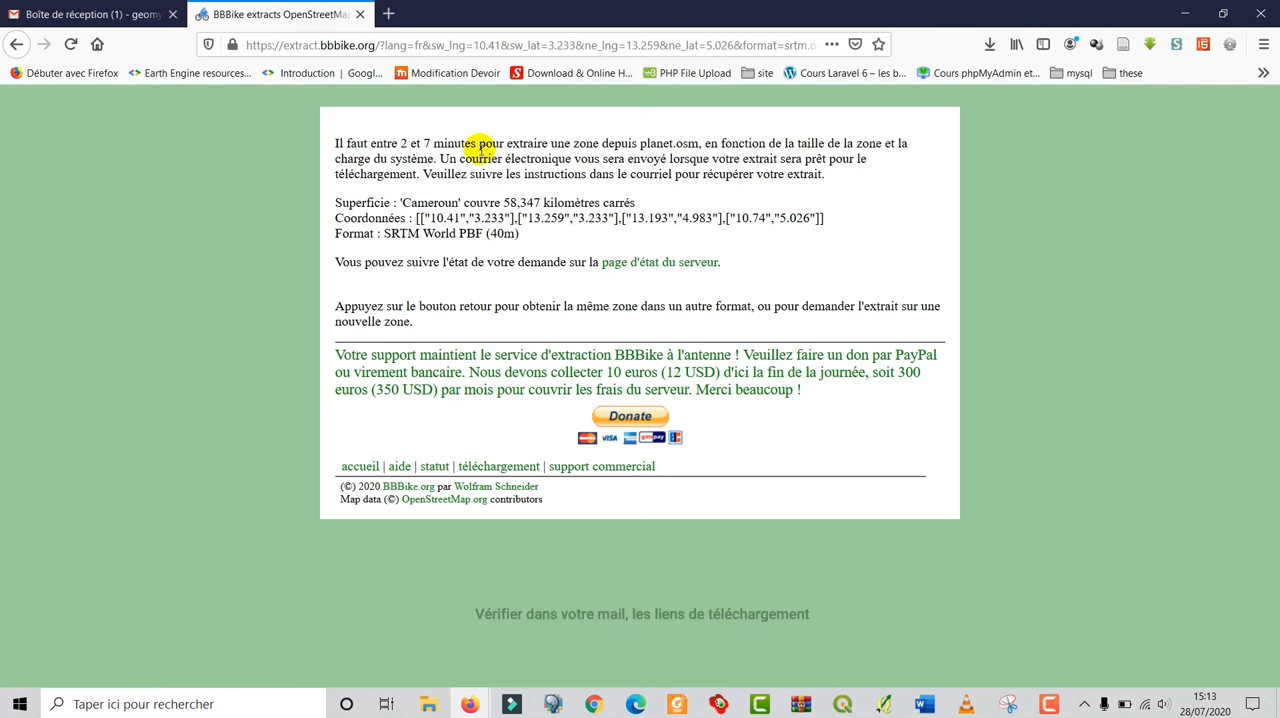 Boîte de réception (1) - geomy
BBBike extracts OpenStreetMa
https://extract.bbbike.org/?lang=fr&sw_lng=10.41&sw_lat=3.233&ne_lng=13.259&ne_lat=5.026&format=srtm.o
Débuter avec Firefox
Earth Engine resources...
Introduction | Googl...
Modification Devoir
Download & Online H...
PHP File Upload
site
Cours Laravel 6 – les b...
Cours phpMyAdmin et...
mysql
these
Il faut entre 2 et 7 minutes pour extraire une zone depuis planet.osm, en fonction de la taille de la zone et la
charge du système. Un courrier électronique vous sera envoyé lorsque votre extrait sera prêt pour le
téléchargement. Veuillez suivre les instructions dans le courriel pour récupérer votre extrait.
Superficie : 'Cameroun' couvre 58,347 kilomètres carrés
Coordonnées : [["10.41","3.233"],["13.259","3.233"],["13.193","4.983"],["10.74","5.026"]]
Format : SRTM World PBF (40m)
Vous pouvez suivre l'état de votre demande sur la page d'état du serveur.
Appuyez sur le bouton retour pour obtenir la même zone dans un autre format, ou pour demander l'extrait sur une
nouvelle zone.
Votre support maintient le service d'extraction BBBike à l'antenne ! Veuillez faire un don par PayPal
ou virement bancaire. Nous devons collecter 10 euros (12 USD) d'ici la fin de la journée, soit 300
euros (350 USD) par mois pour couvrir les frais du serveur. Merci beaucoup !
Donate
VISA
accueil | aide | statut | téléchargement | support commercial
(©) 2020 BBBike.org par Wolfram Schneider
Map data (©) OpenStreetMap.org contributors
Vérifier dans votre mail, les liens de téléchargement
Taper ici pour rechercher
15:13
28/07/2020